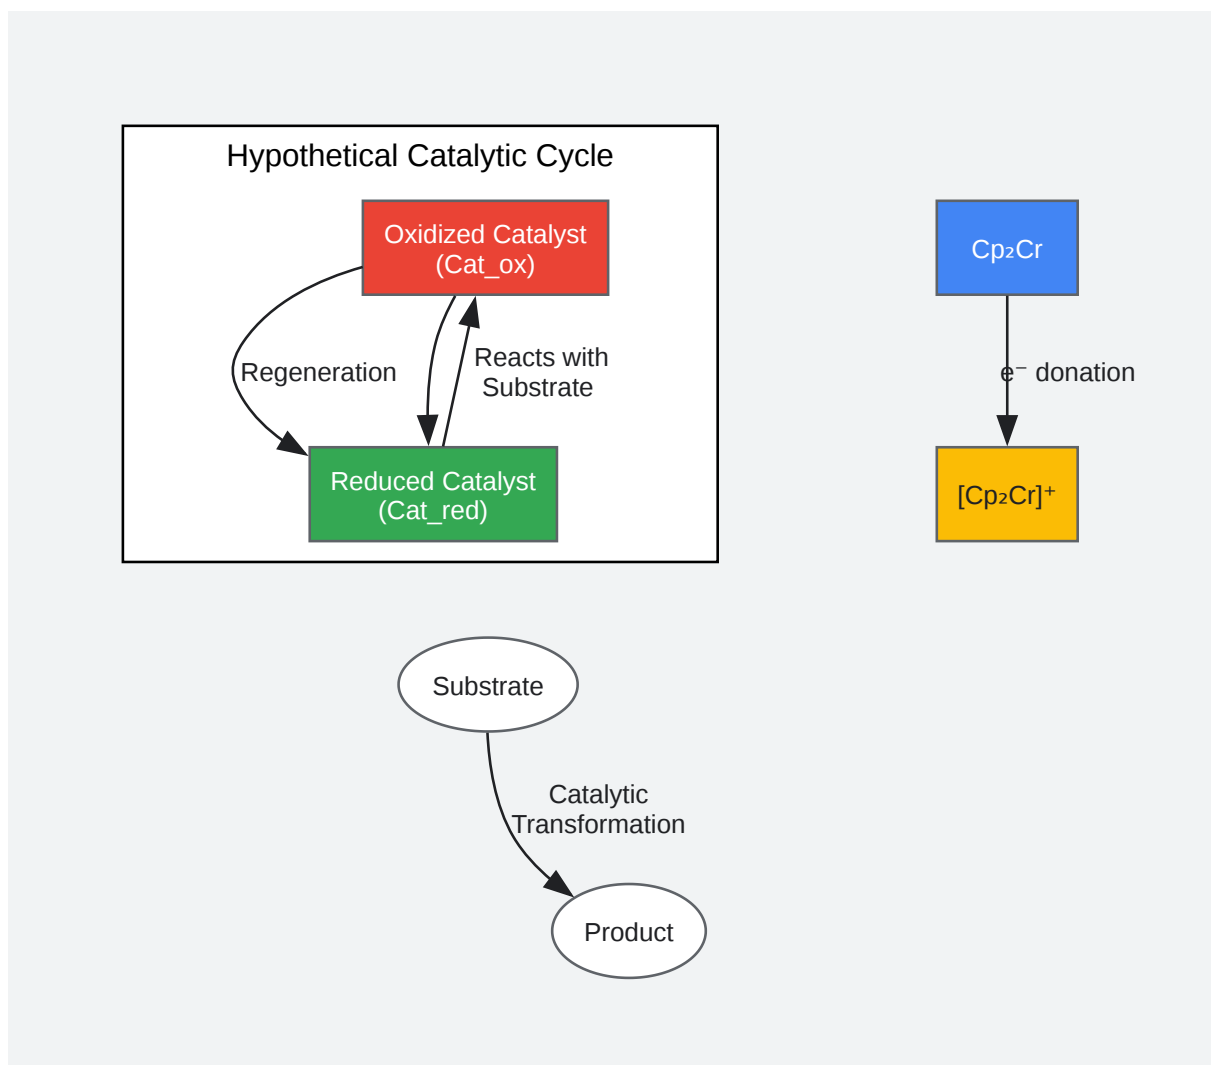 Hypothetical Catalytic Cycle
Oxidized Catalyst
(Cat_ox)
Cp₂Cr
Regeneration
Reacts with
Substrate
e⁻ donation
Reduced Catalyst
(Cat_red)
[Cp₂Cr]⁺
Substrate
Catalytic
Transformation
Product